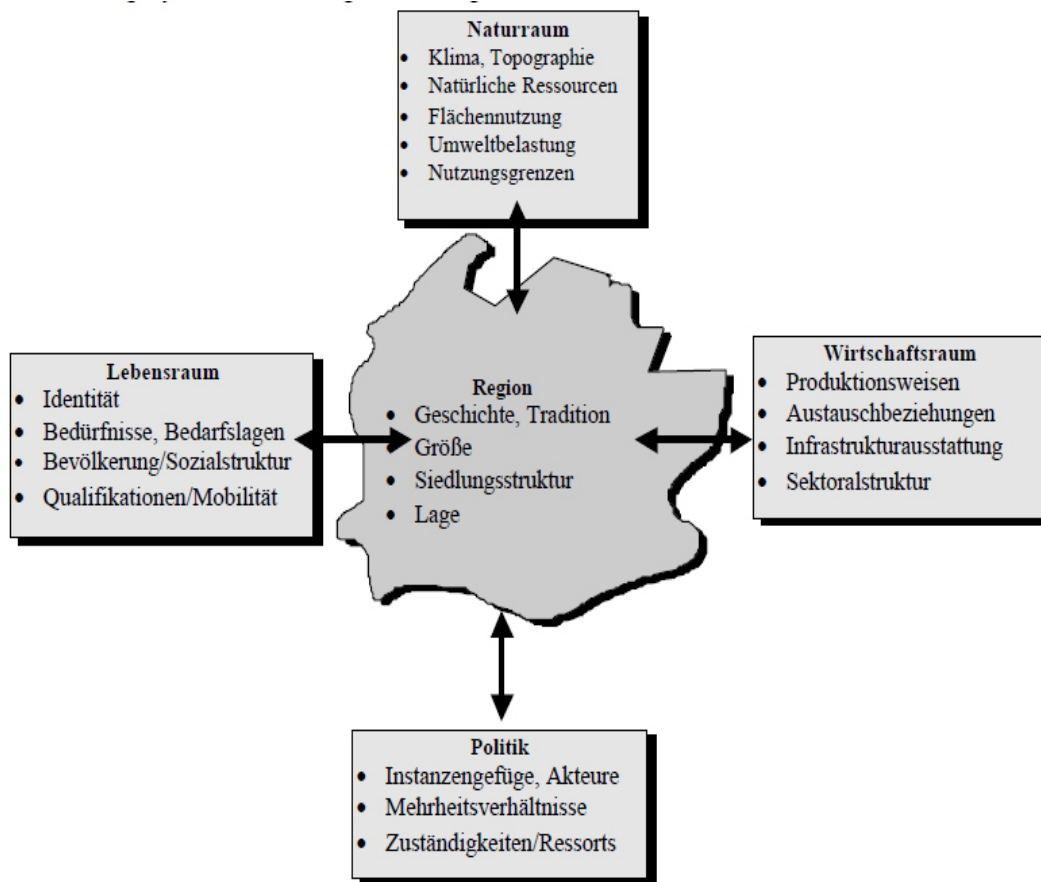 Naturraum
• Klima, Topographie
• Natürliche Ressourcen
• Flächennutzung
• Umweltbelastung
• Nutzungsgrenzen
Lebensraum
• Identität
• Bedürfnisse, Bedarfslagen
• Bevölkerung/Sozialstruktur
• Qualifikationen/Mobilität
Region
• Geschichte, Tradition
• Größe
• Siedlungsstruktur
• Lage
Wirtschaftsraum
• Produktionsweisen
• Austauschbeziehungen
• Infrastrukturausstattung
• Sektoralstruktur
Politik
• Instanzengefüge, Akteure
• Mehrheitsverhältnisse
• Zuständigkeiten/Ressorts